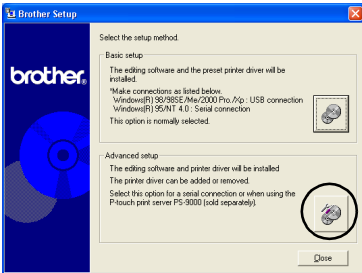 Brother Setup
Select the setup method.
brother.
Basic setup
The editing software and the preset printer driver will be
installed.
*Make connections as listed below.
Windows(R) 98/98SE/Me/2000 Pro./Xp : USB connection
Windows(R) 95/NT 4.0 : Serial connection
This option is normally selected.
Advanced setup
The editing software and printer driver will be installed
The printer driver can be added or removed.
Select this option for a serial connection or when using the
P-touch print server PS-9000 (sold separately).
Close